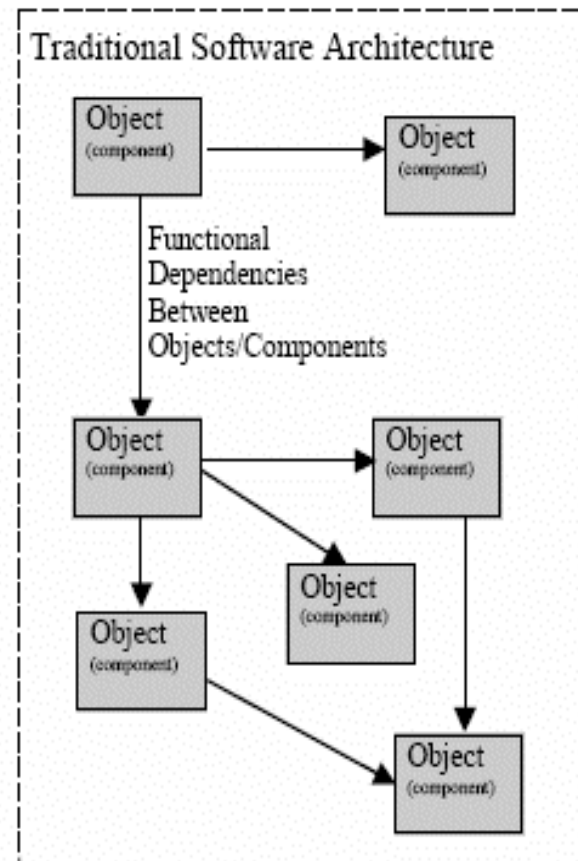 Traditional Software Architecture
Object
(component)
Object
(component)
Functional
Dependencies
Between
Objects/Components
Object
(component)
Object
(component)
Object
(component)
Object
(component)
Object
(component)